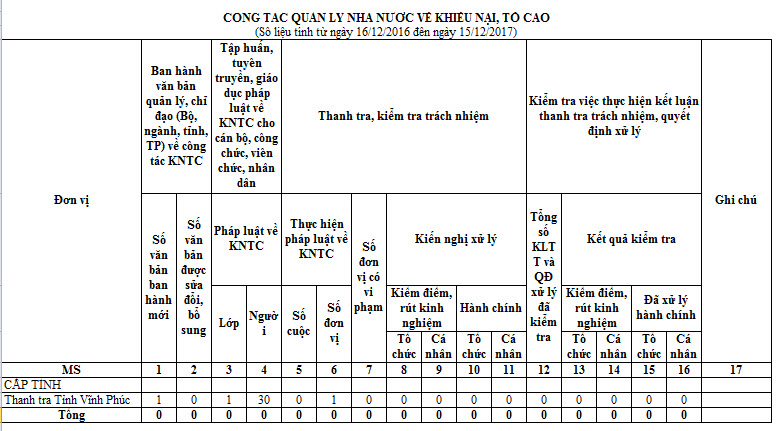 CÔNG TÁC QUẢN LÝ NHÀ NƯỚC VỀ KHIẾU NẠI, TỐ CÁO
(Số liệu tính từ ngày 16/12/2016 đến ngày 15/12/2017)
Đơn vị
Ban hành
văn bản
quản lý, chỉ
đạo (Bộ,
ngành, tỉnh,
TP) về công
tác KNTC
Tập huấn,
tuyên
truyền, giáo
dục pháp
luật về
KNTC cho
cán bộ, công
chức, viên
chức, nhân
dân
Thanh tra, kiểm tra trách nhiệm
Kiểm tra việc thực hiện kết luận
thanh tra trách nhiệm, quyết
định xử lý
Ghi chú
Số
văn
bản
ban
hành
mới
Số
văn
bản
được
sửa
đổi,
bổ
sung
Pháp luật về
KNTC
Lớp
Ngườ
i
Thực hiện
pháp luật về
KNTC
Số
cuộc
Số
đơn
vị
Số
đơn
vị có
vi
phạm
Kiến nghị xử lý
Kiểm điểm,
rút kinh
nghiệm
Tổ
chức
Cá
nhân
Hành chính
Tổ
chức
Cá
nhân
Tổng
số
KLT
T và
QĐ
xử lý
đã
kiểm
tra
Kết quả kiểm tra
Kiểm điểm,
rút kinh
nghiệm
Tổ
chức
Cá
nhân
Đã xử lý
hành chính
Tổ
chức
Cá
nhân
MS 1 2 3 4 5 6 7 8 9 10 11 12 13 14 15 16 17
CẤP TỈNH
Thanh tra Tỉnh Vĩnh Phúc 1 0 1 30 0 1 0 0 0 0 0 0 0 0 0 0
Tổng 0 0 0 0 0 0 0 0 0 0 0 0 0 0 0 0